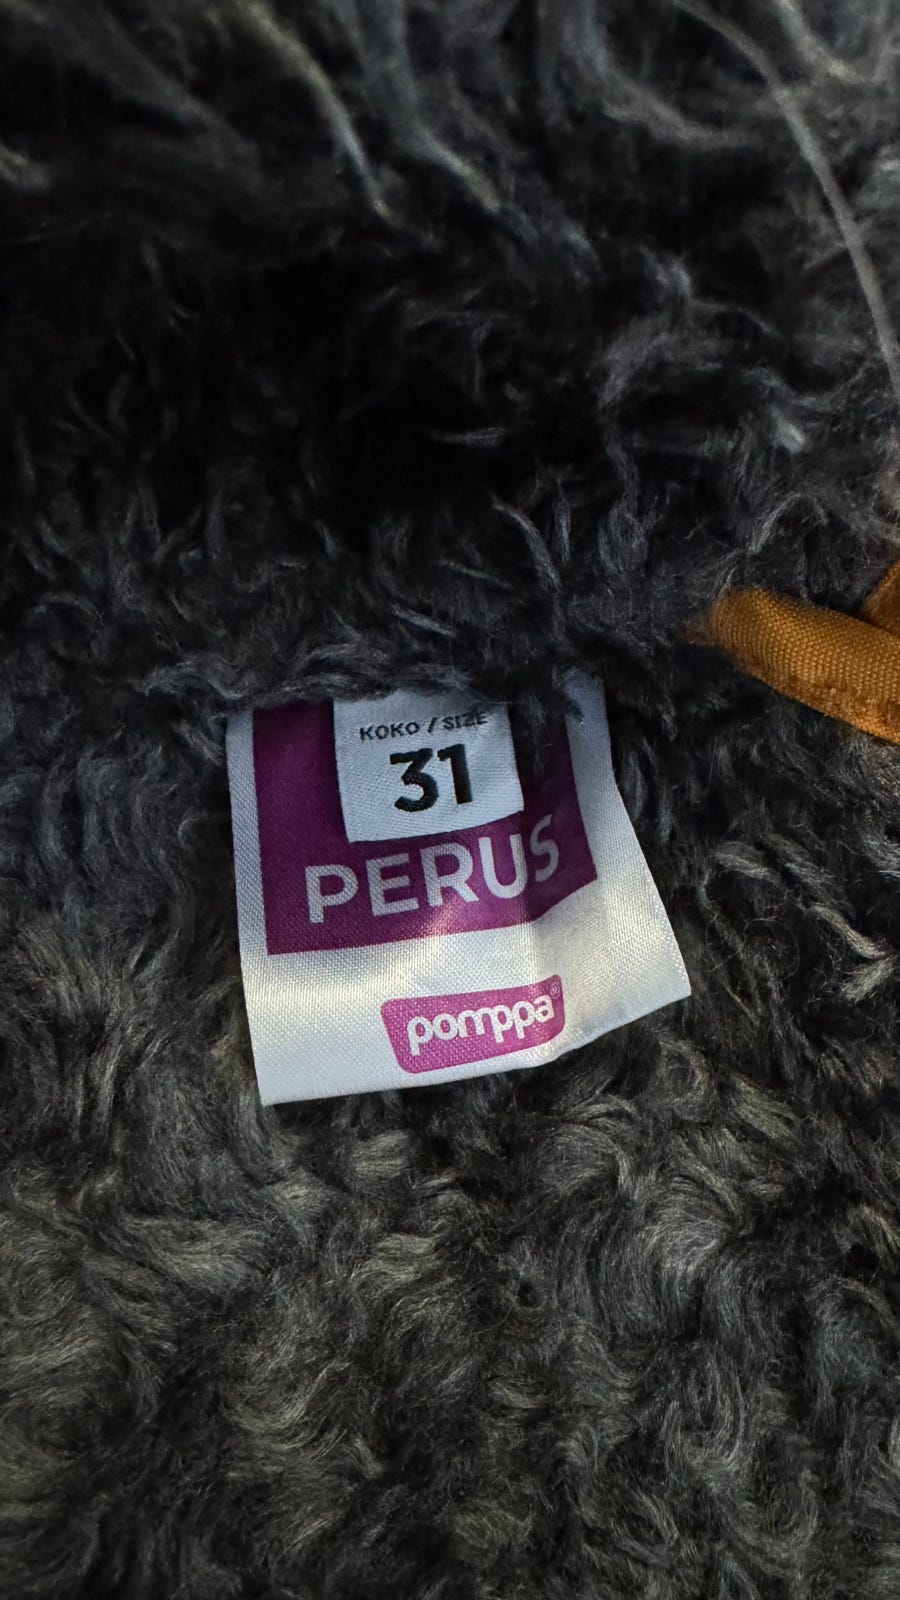 KOKO / SIZE
31
PERUS
pomppa®